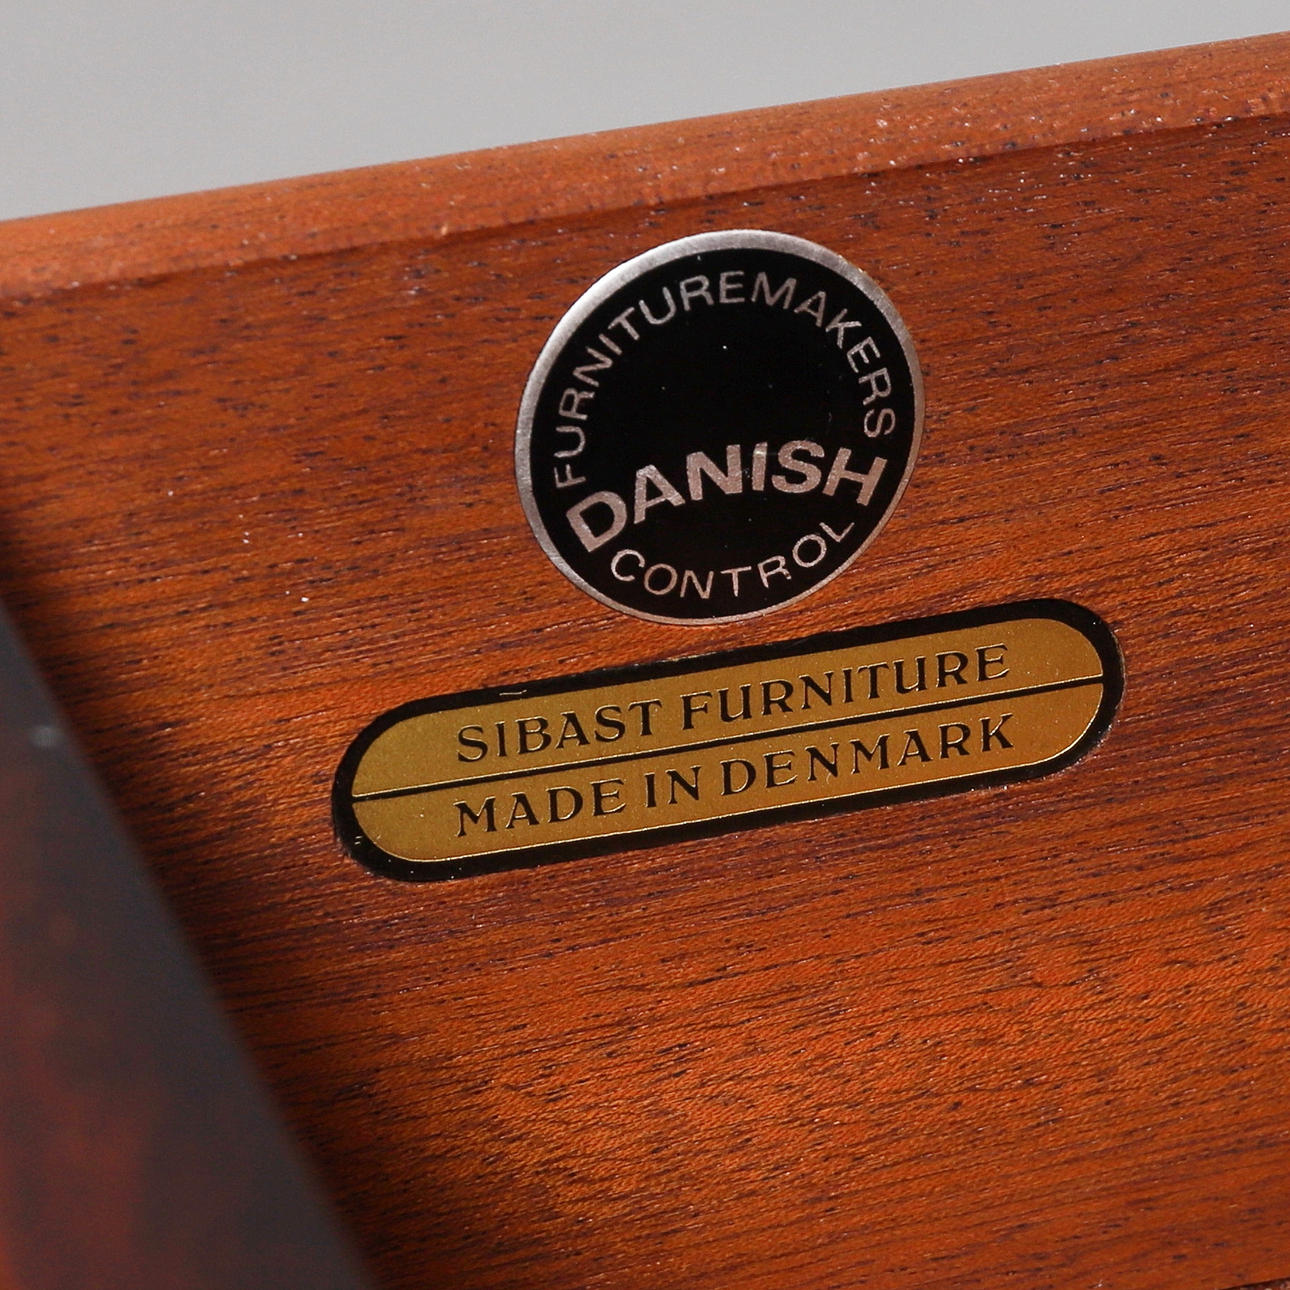 FURNITUREMAKERS
DANISH
CONTROL
SIBAST FURNITURE
MADE IN DENMARK